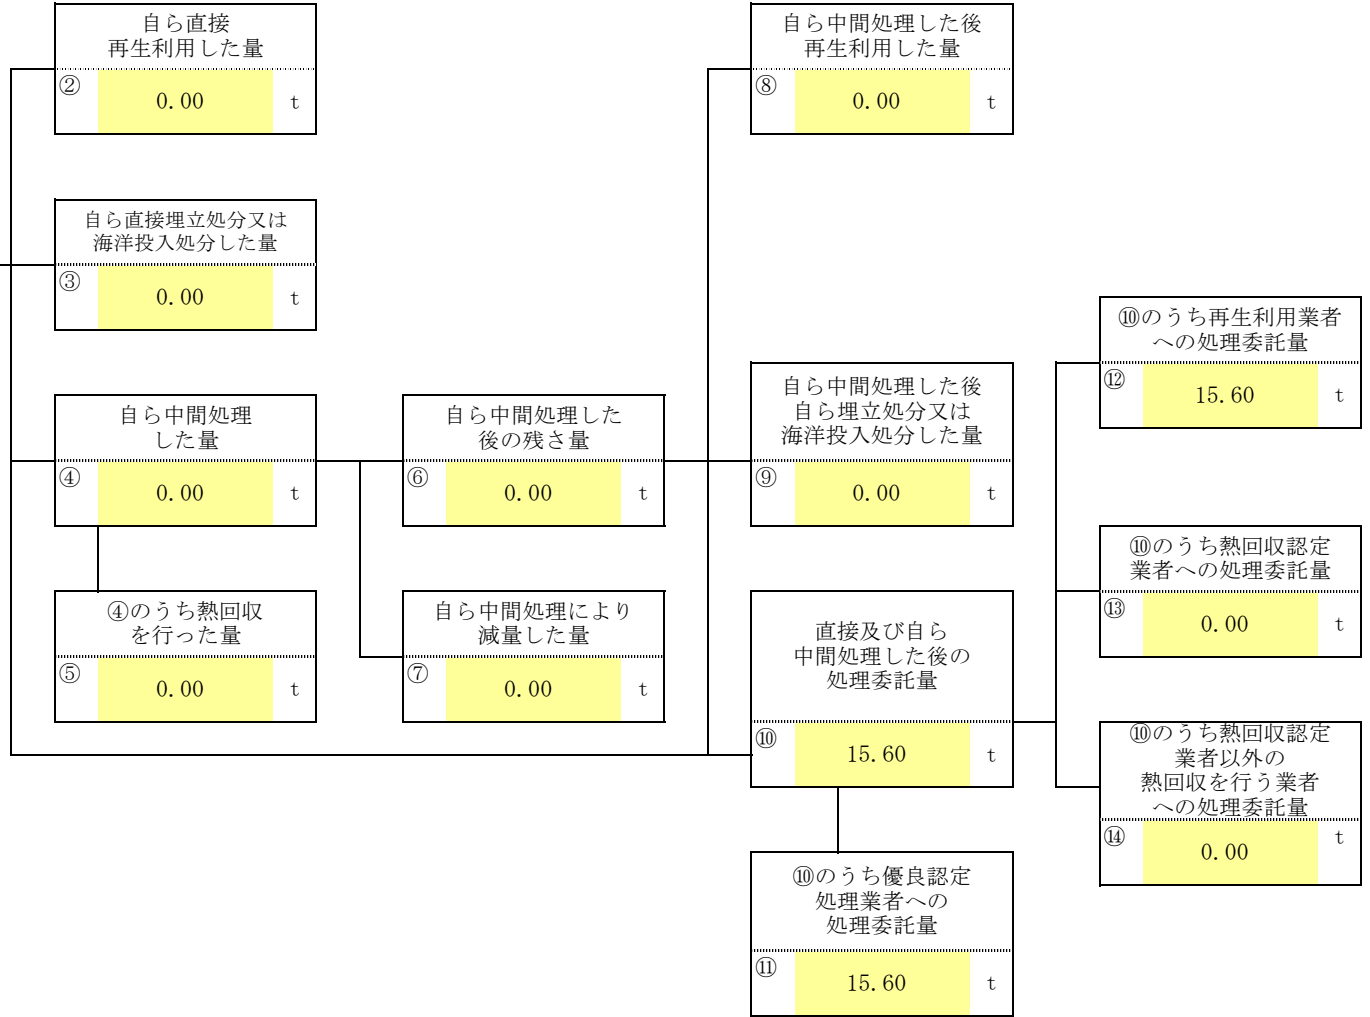 自ら直接
再生利用した量
②
0.00
t
自ら直接埋立処分又は
海洋投入処分した量
③
0.00
t
自ら中間処理
した量
④
0.00
t
④のうち熱回収
を行った量
⑤
0.00
t
自ら中間処理した
後の残さ量
⑥
0.00
t
自ら中間処理により
減量した量
⑦
0.00
t
自ら中間処理した後
再生利用した量
⑧
0.00
t
自ら中間処理した後
自ら埋立処分又は
海洋投入処分した量
⑨
0.00
t
直接及び自ら
中間処理した後の
処理委託量
⑩
15.60
t
⑩のうち優良認定
処理業者への
処理委託量
⑪
15.60
t
⑩のうち再生利用業者
への処理委託量
⑫
15.60
t
⑩のうち熱回収認定
業者への処理委託量
⑬
0.00
t
⑩のうち熱回収認定
業者以外の
熱回収を行う業者
への処理委託量
⑭
0.00
t